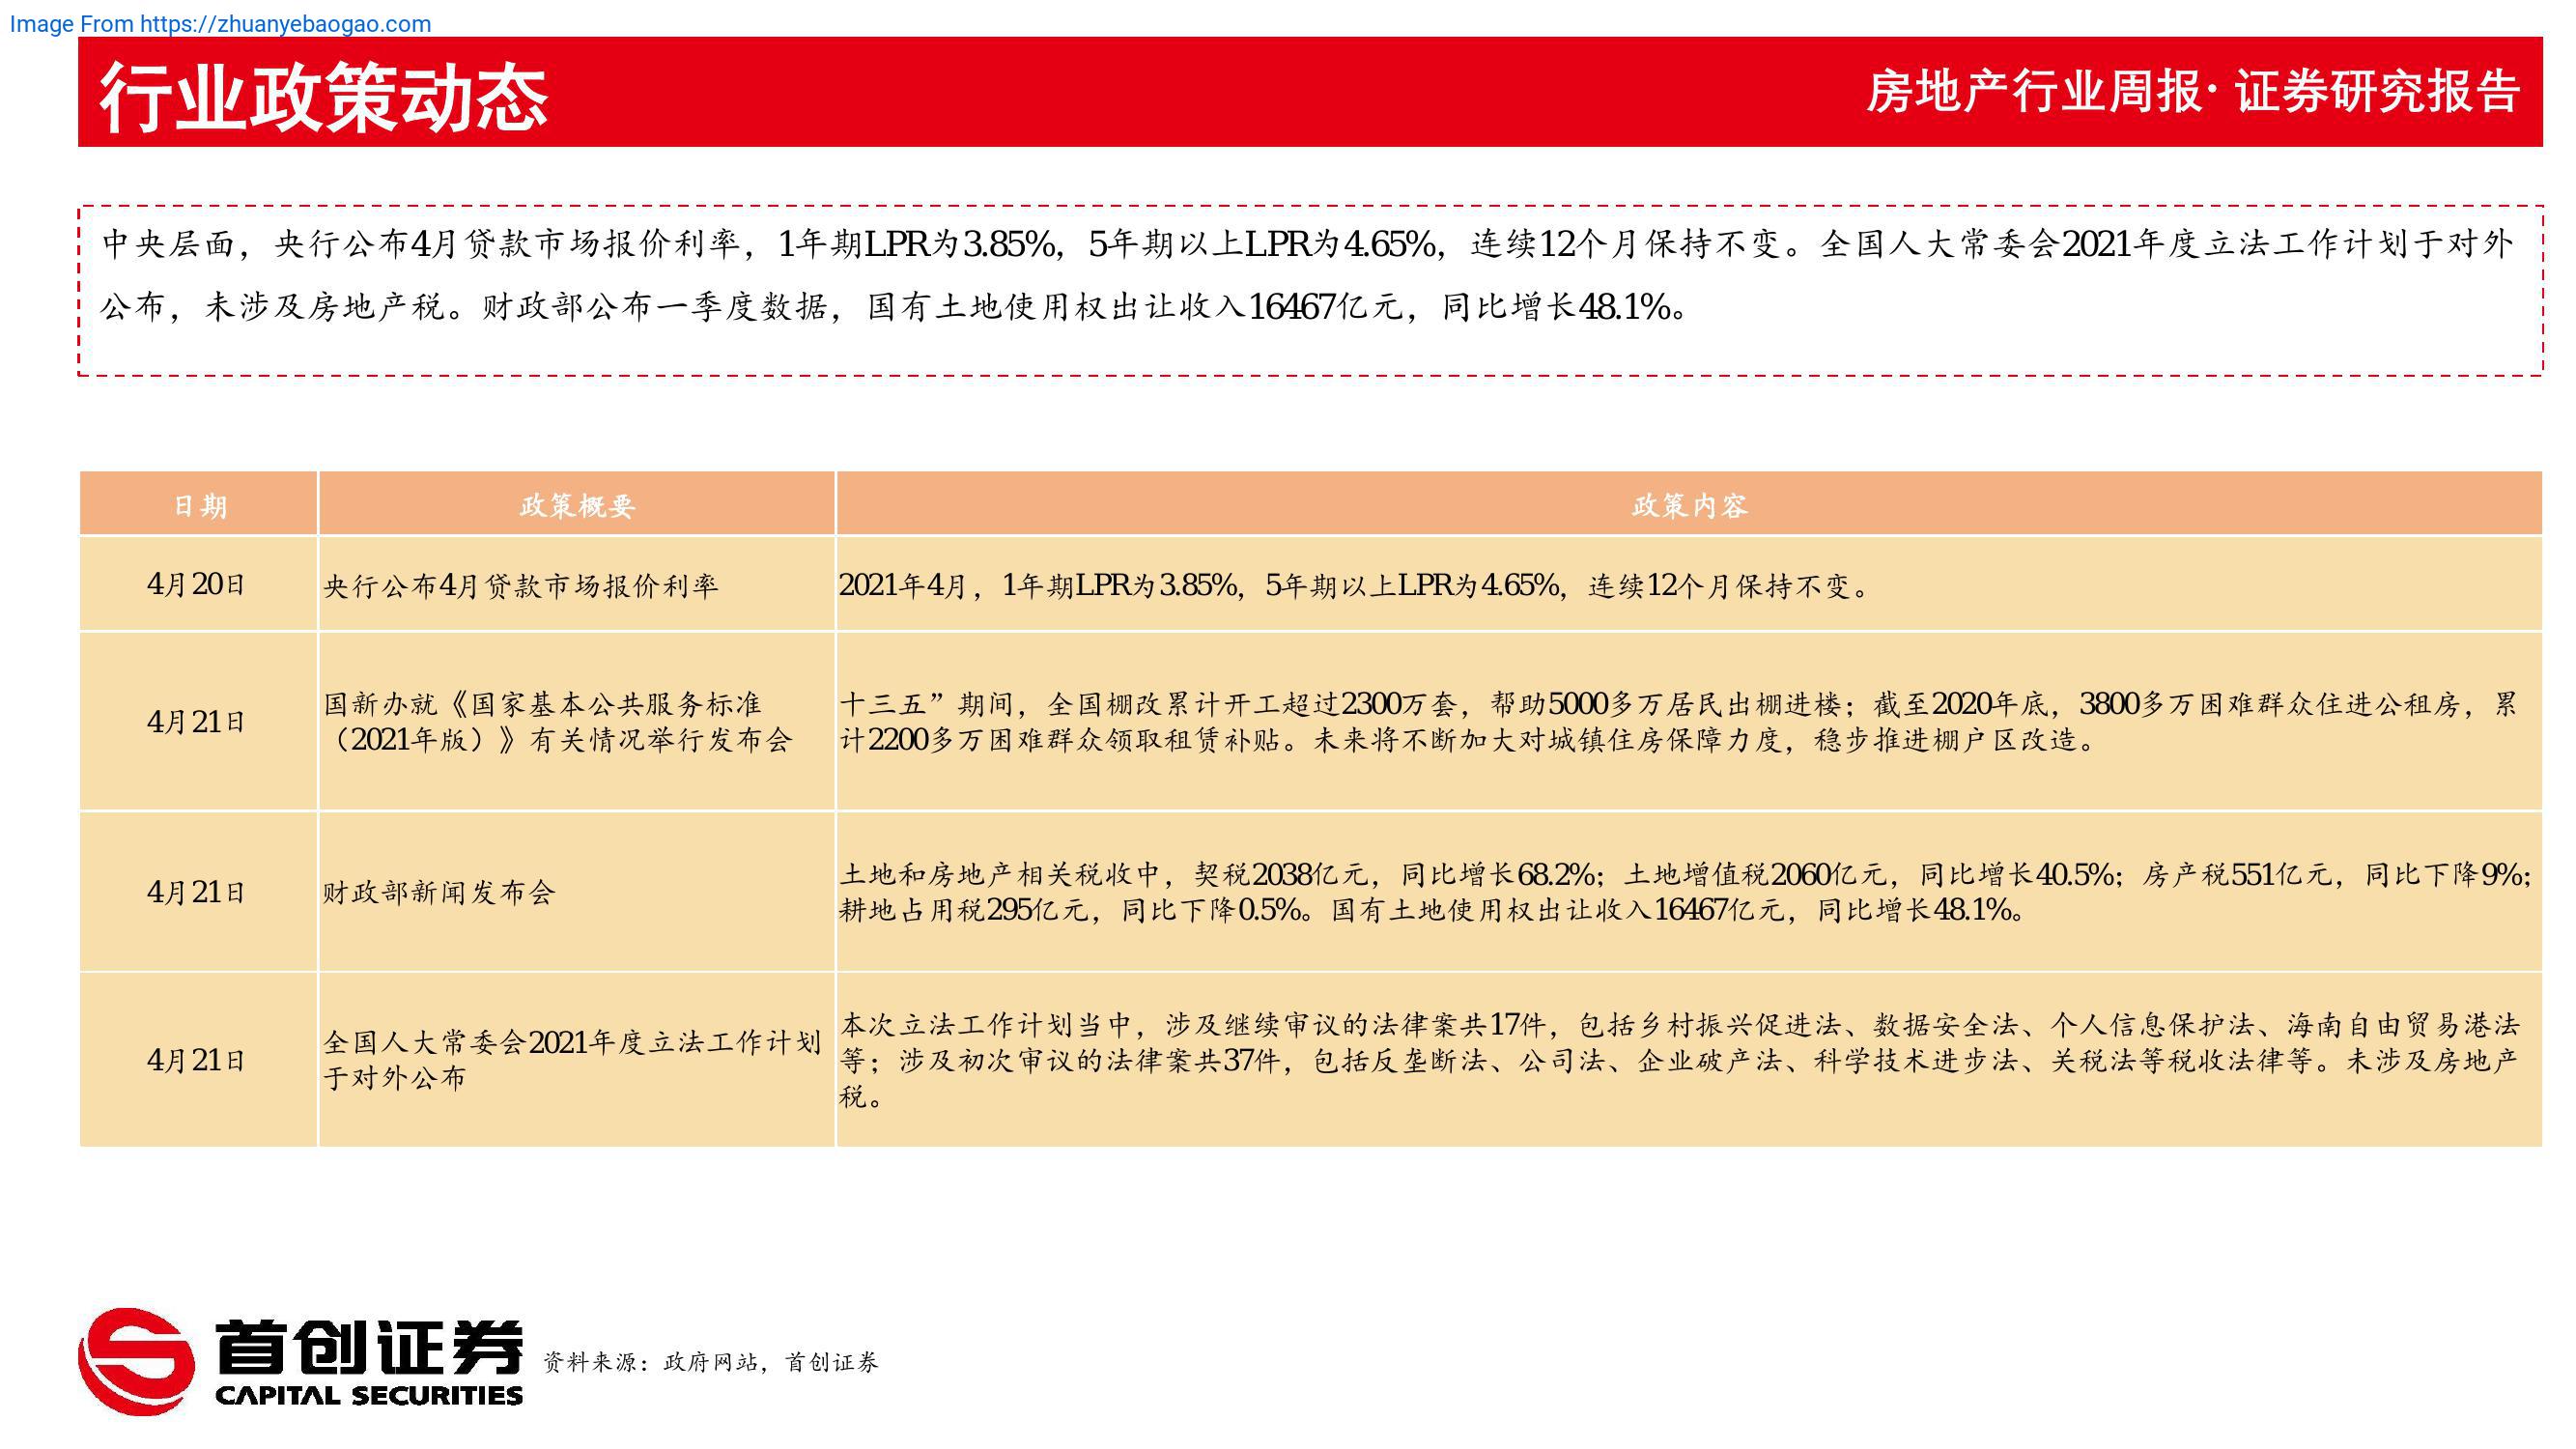 Image From https://zhuanyebaogao.com
行业政策动态
房地产行业周报· 证券研究报告
中央层面，央行公布4月贷款市场报价利率，1年期LPR为3.85%，5年期以上LPR为4.65%，连续12个月保持不变。全国人大常委会2021年度立法工作计划于对外
公布，未涉及房地产税。财政部公布一季度数据，国有土地使用权出让收入16467亿元，同比增长48.1%。
日期
政策概要
政策内容
4月20日
央行公布4月贷款市场报价利率
2021年4月，1年期LPR为3.85%，5年期以上LPR为4.65%，连续12个月保持不变。
4月21日
国新办就《国家基本公共服务标准
（2021年版）》有关情况举行发布会
十三五”期间，全国棚改累计开工超过2300万套，帮助5000多万居民出棚进楼；截至2020年底，3800多万困难群众住进公租房，累
计2200多万困难群众领取租赁补贴。未来将不断加大对城镇住房保障力度，稳步推进棚户区改造。
4月21日
财政部新闻发布会
土地和房地产相关税收中，契税2038亿元，同比增长68.2%；土地增值税2060亿元，同比增长40.5%；房产税551亿元，同比下降9%；
耕地占用税295亿元，同比下降0.5%。国有土地使用权出让收入16467亿元，同比增长48.1%。
4月21日
全国人大常委会2021年度立法工作计划
于对外公布
本次立法工作计划当中，涉及继续审议的法律案共17件，包括乡村振兴促进法、数据安全法、个人信息保护法、海南自由贸易港法
等；涉及初次审议的法律案共37件，包括反垄断法、公司法、企业破产法、科学技术进步法、关税法等税收法律等。未涉及房地产
税。
首创证券
CAPITAL SECURITIES
资料来源：政府网站，首创证券